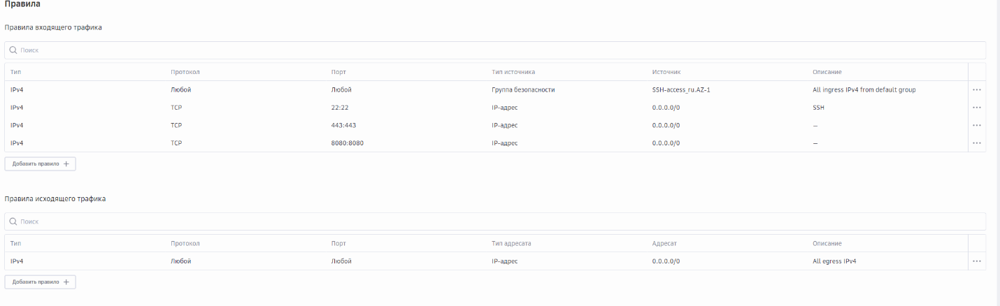 Правила
Правила входящего трафика
Поиск
Тип Протокол Порт Тип источника Источник Описание
IPv4 Любой Любой Группа безопасности SSH-access_ru.AZ-1 All ingress IPv4 from default group
IPv4 TCP 22:22 IP-адрес 0.0.0.0/0 SSH
IPv4 TCP 443:443 IP-адрес 0.0.0.0/0 —
IPv4 TCP 8080:8080 IP-адрес 0.0.0.0/0 —
Добавить правило +
Правила исходящего трафика
Поиск
Тип Протокол Порт Тип адресата Адресат Описание
IPv4 Любой Любой IP-адрес 0.0.0.0/0 All egress IPv4
Добавить правило +